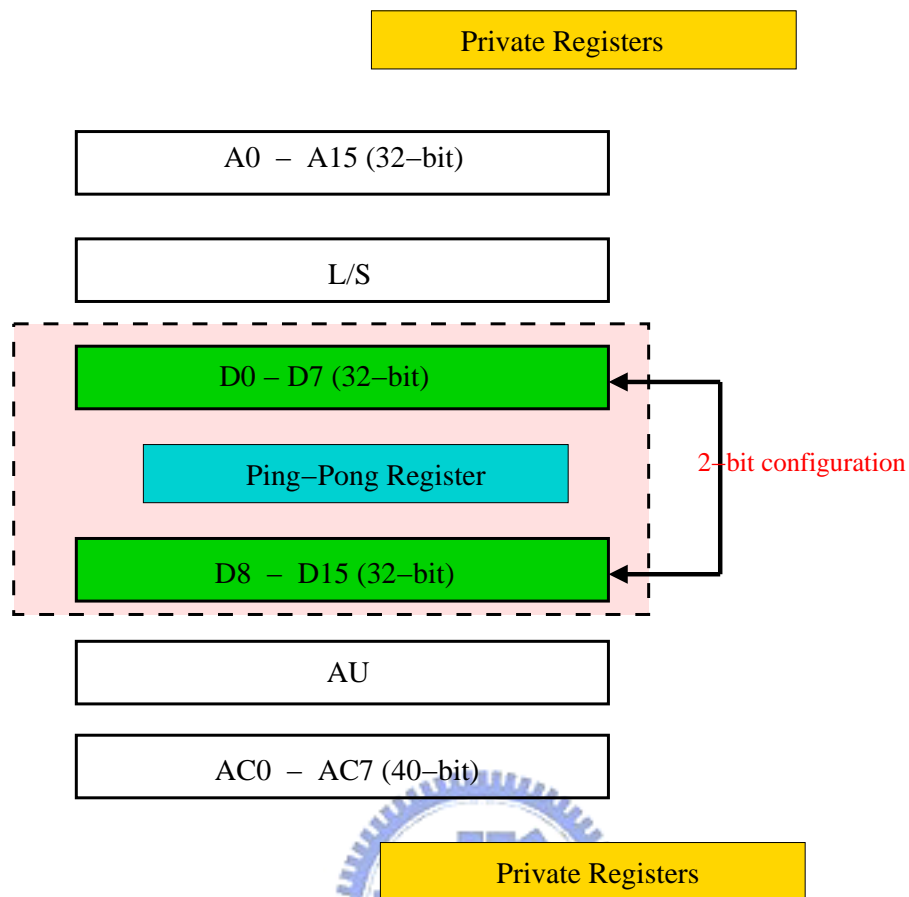 Private Registers
A0 – A15 (32–bit)
L/S
D0 – D7 (32–bit)
2–bit configuration
Ping–Pong Register
D8 – D15 (32–bit)
AU
AC0 – AC7 (40–bit)
Private Registers